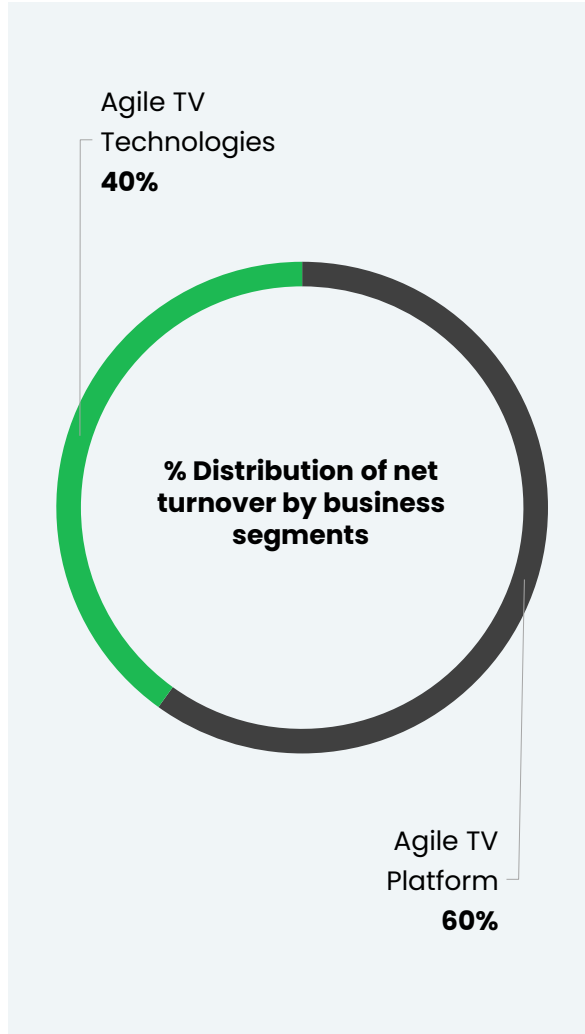 Agile TV
Technologies
40%
% Distribution of net
turnover by business
segments
Agile TV
Platform
60%